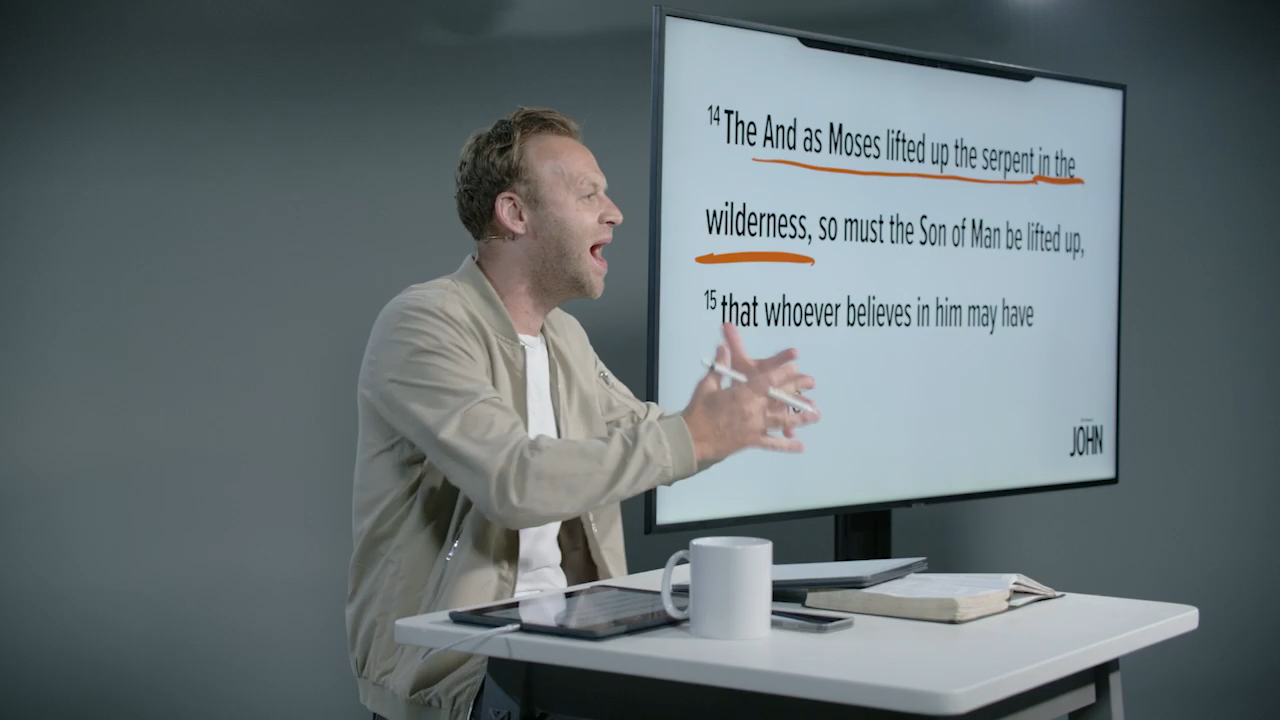 14 The And as Moses lifted up the serpent in the
wilderness, so must the Son of Man be lifted up,
15 that whoever believes in him may have
JOHN